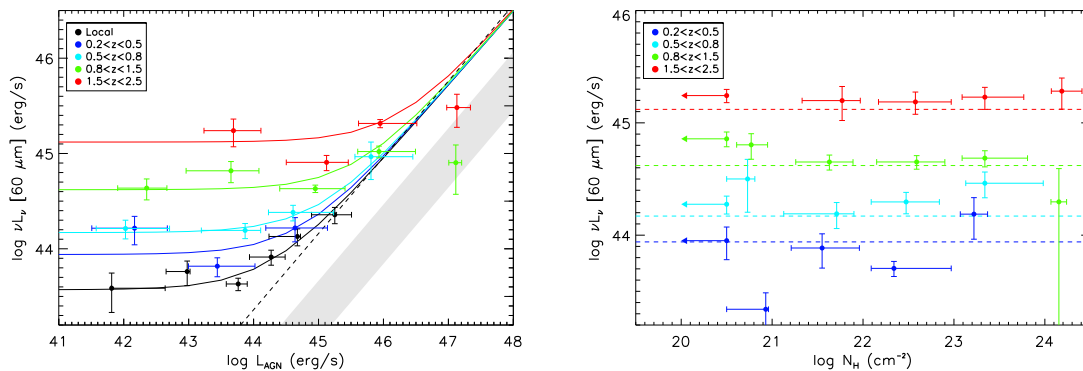 Local
0.2<z<0.5
0.5<z<0.8
0.8<z<1.5
1.5<z<2.5
46
45
44
log νLν [60 μm] (erg/s)
41 42 43 44 45 46 47 48
log L_AGN (erg/s)
0.2<z<0.5
0.5<z<0.8
0.8<z<1.5
1.5<z<2.5
46
45
44
log νLν [60 μm] (erg/s)
20 21 22 23 24
log N_H (cm⁻²)